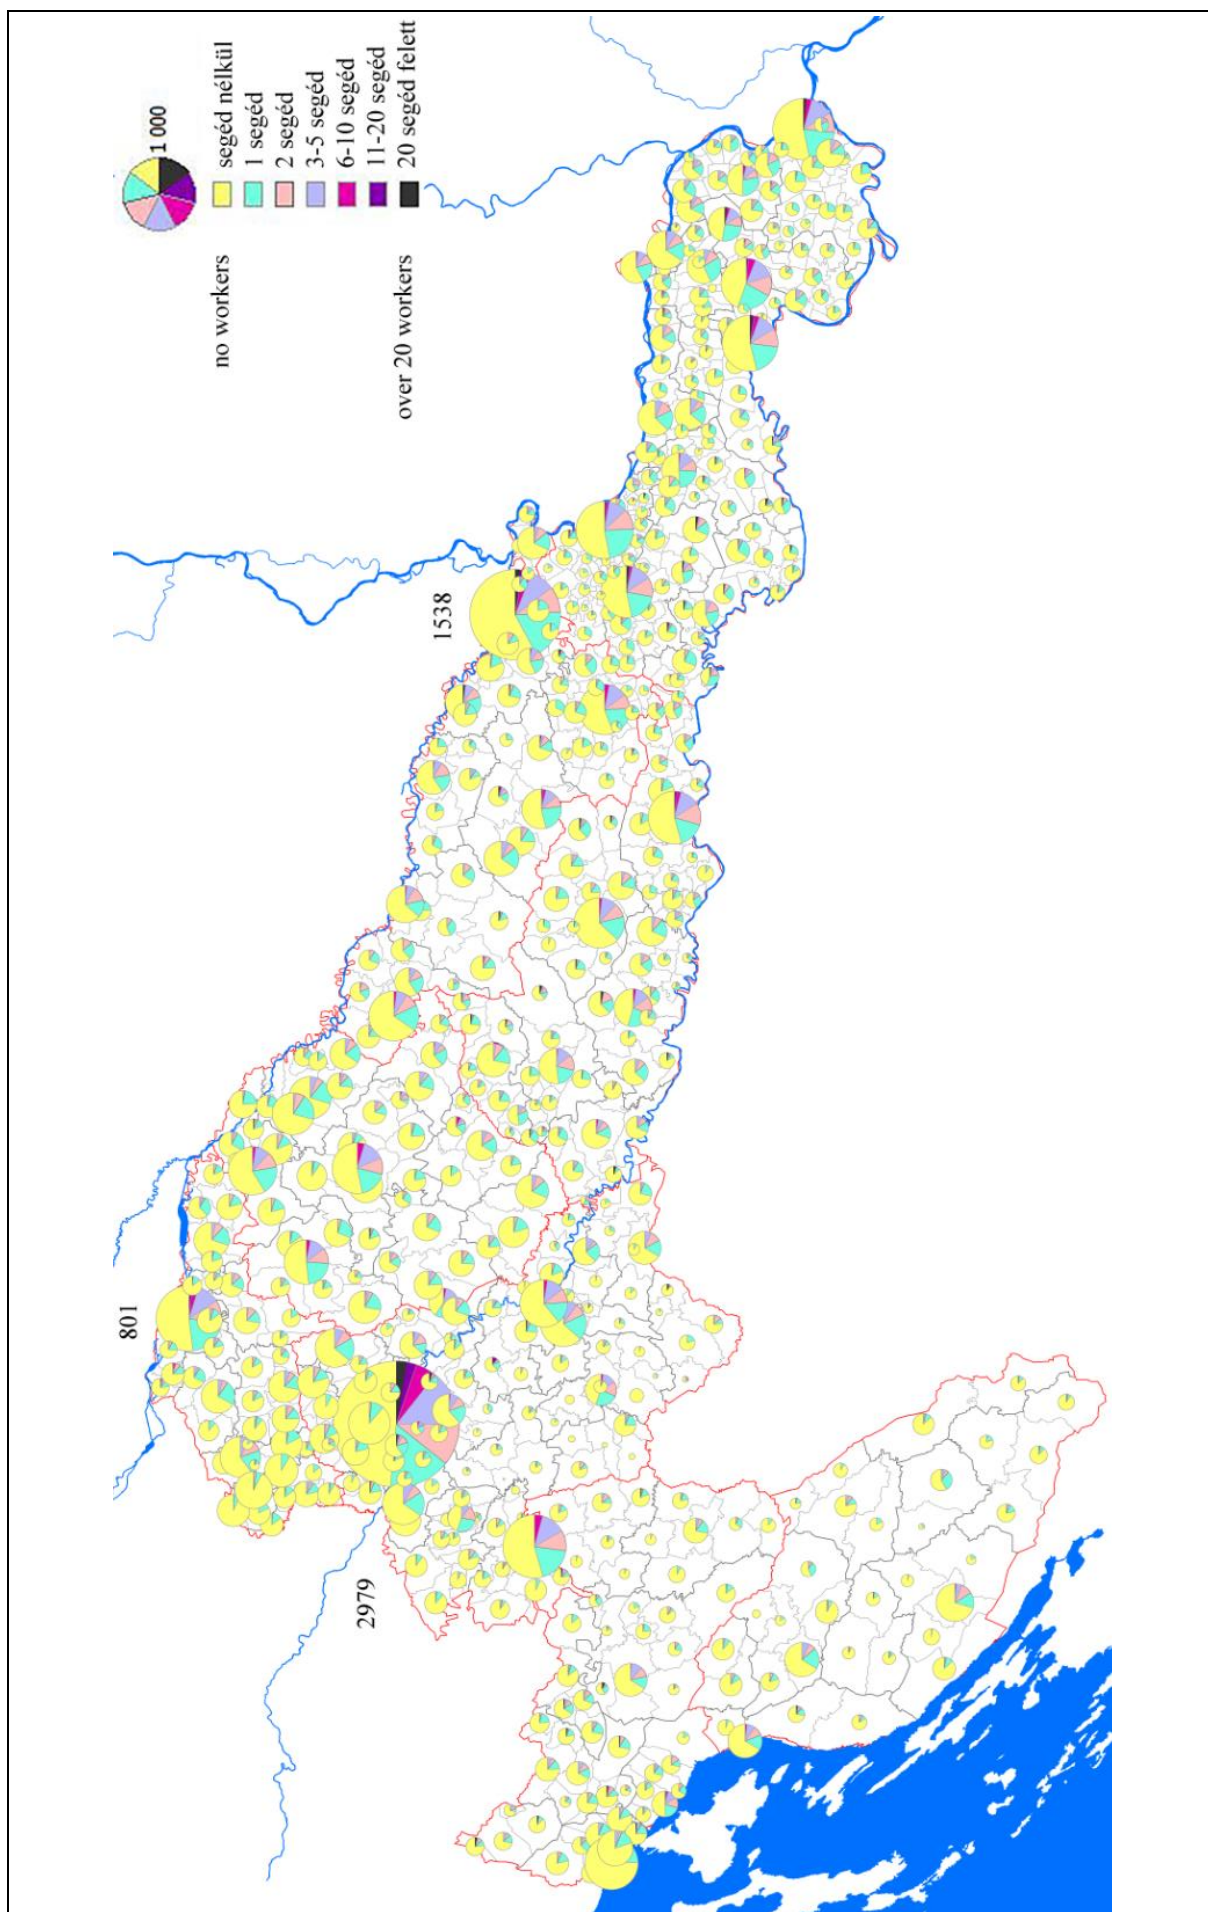 1 000
segéd nélkül
1 segéd
2 segéd
3-5 segéd
6-10 segéd
11-20 segéd
20 segéd felett
no workers
over 20 workers
1538
801
2979